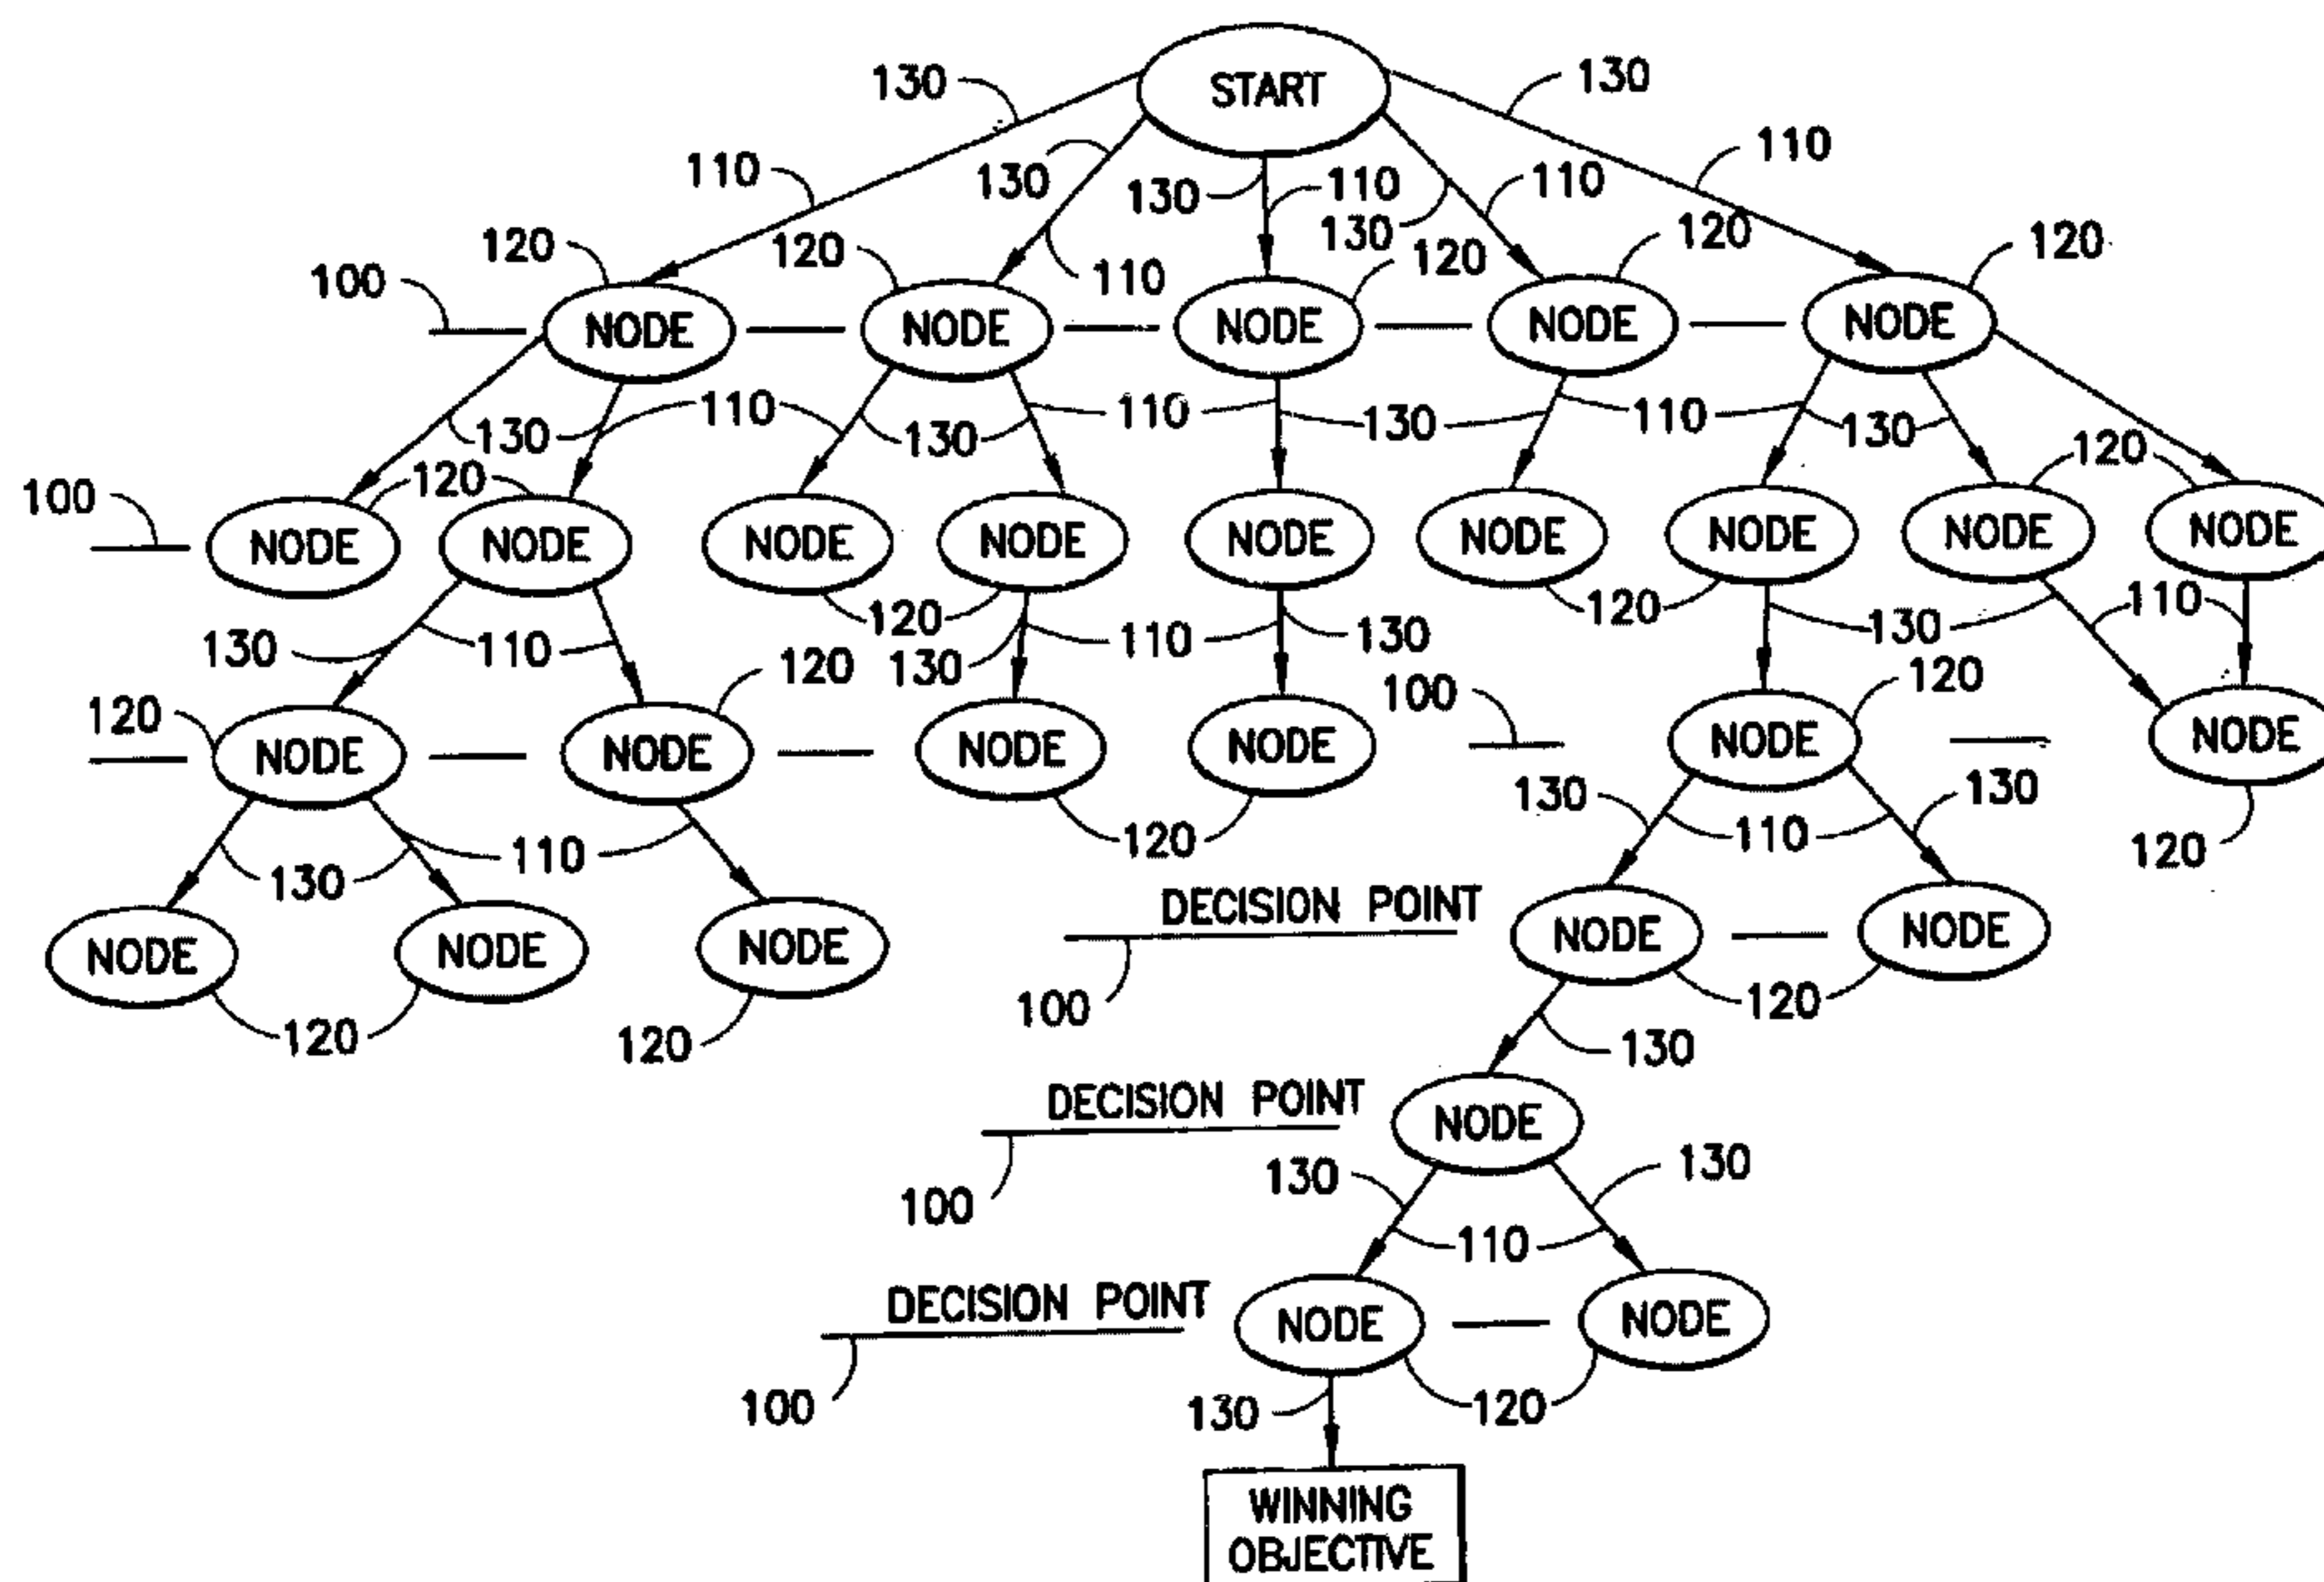 130 START 130
110 130 130 110 130 110 110
120 120 110 120 120 120
100 NODE NODE NODE NODE NODE
130 110 130 110 130 110 130 120
100 120
NODE NODE NODE NODE NODE NODE NODE NODE NODE
120 120 110
130 110 120 130 110 130 130
120 100 120
NODE NODE NODE NODE NODE NODE
130 110 130 120
130 110 120
DECISION POINT
NODE NODE NODE NODE NODE
120 120 100 120
130
DECISION POINT NODE
100 130 130
110
DECISION POINT NODE NODE
100 130 120
WINNING
OBJECTIVE